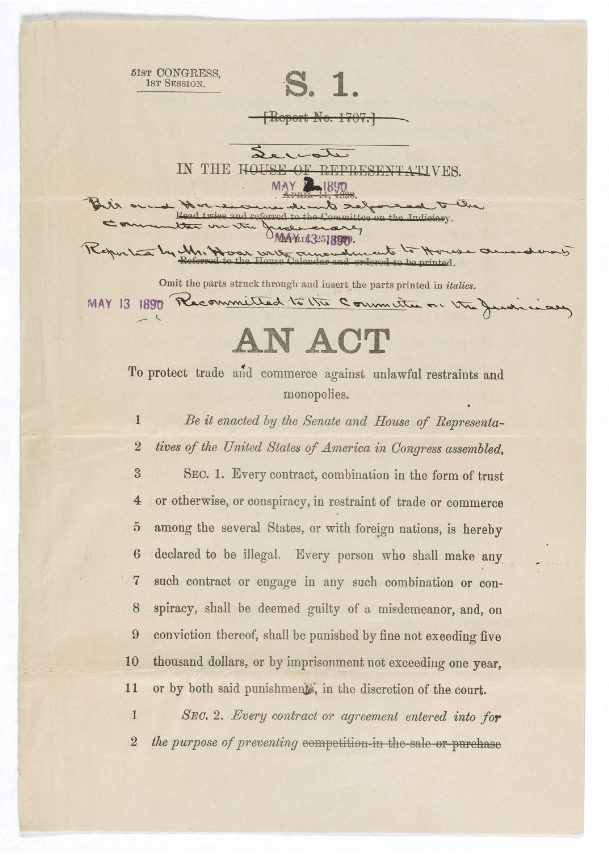 51ST CONGRESS,
1ST SESSION.
S. 1.
[Report No. 1707.]
Senate
IN THE HOUSE OF REPRESENTATIVES.
MAY 2 1890
April 11, 1890.
Bill and House amendment referred to the
Read twice and referred to the Committee on the Judiciary.
Committee on the Judiciary
MAY 13 1890
April 25, 1890.
Reported by Mr. Hoar with amendment to House amendment
Referred to the House Calendar and ordered to be printed.
Omit the parts struck through and insert the parts printed in italics.
MAY 13 1890 Recommitted to the Committee on the Judiciary
AN ACT
To protect trade and commerce against unlawful restraints and
monopolies.
1 Be it enacted by the Senate and House of Representa-
2 tives of the United States of America in Congress assembled,
3 SEC. 1. Every contract, combination in the form of trust
4 or otherwise, or conspiracy, in restraint of trade or commerce
5 among the several States, or with foreign nations, is hereby
6 declared to be illegal. Every person who shall make any
7 such contract or engage in any such combination or con-
8 spiracy, shall be deemed guilty of a misdemeanor, and, on
9 conviction thereof, shall be punished by fine not exceeding five
10 thousand dollars, or by imprisonment not exceeding one year,
11 or by both said punishments, in the discretion of the court.
1 SEC. 2. Every contract or agreement entered into for
2 the purpose of preventing competition in the sale or purchase